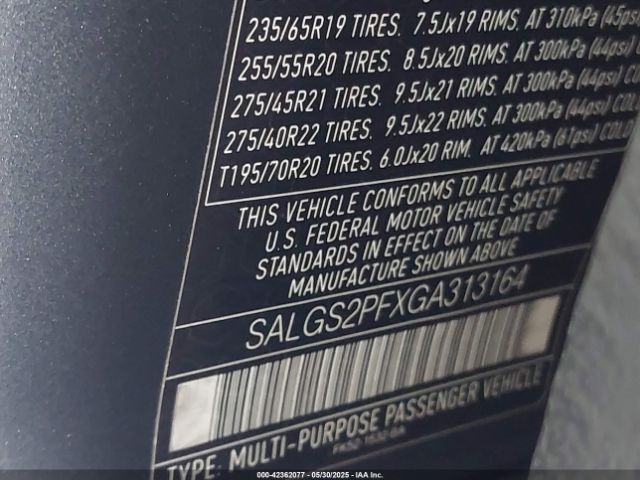 235/65R19 TIRES. 7.5Jx19 RIMS. AT 310kPa (45psi
255/55R20 TIRES. 8.5Jx20 RIMS. AT 300kPa (44psi)
275/45R21 TIRES. 9.5Jx21 RIMS. AT 300kPa (44psi) CO
275/40R22 TIRES. 9.5Jx22 RIMS. AT 300kPa (44psi) COLD
T195/70R20 TIRES. 6.0Jx20 RIM. AT 420kPa (61psi) COLD
THIS VEHICLE CONFORMS TO ALL APPLICABLE
U.S. FEDERAL MOTOR VEHICLE SAFETY
STANDARDS IN EFFECT ON THE DATE OF
MANUFACTURE SHOWN ABOVE
SALGS2PFXGA313164
TYPE: MULTI-PURPOSE PASSENGER VEHICLE
000-42362077 - 05/30/2025 - IAA Inc.